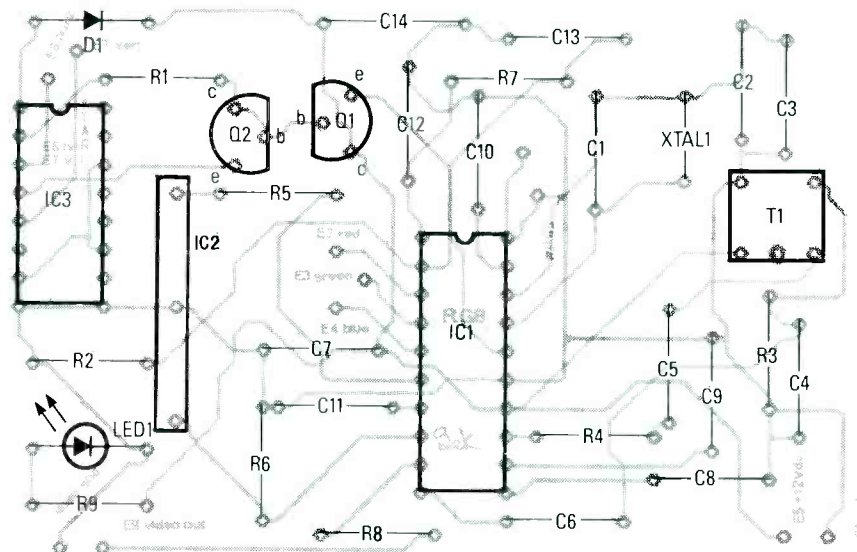 C14
C13
D1
R1
R7
C2
C3
c
e
Q2
b
b
Q1
C12
C10
C1
XTAL1
e
c
IC3
R5
T1
IC2
E2 red
E3 green
RGB
IC1
E4 blue
R2
C7
C5
C9
R3
C4
C11
LED1
R6
R4
R9
C8
E5 +12Vdc
video out
R8
C6